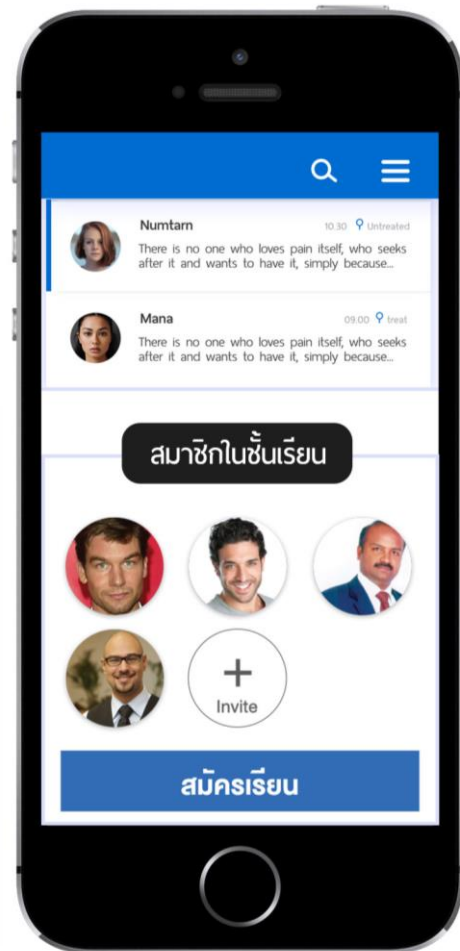 Numtarn 10.30 Untreated
There is no one who loves pain itself, who seeks
after it and wants to have it, simply because...
Mana 09.00 treat
There is no one who loves pain itself, who seeks
after it and wants to have it, simply because...
สมาชิกในชั้นเรียน
Invite
สมัครเรียน